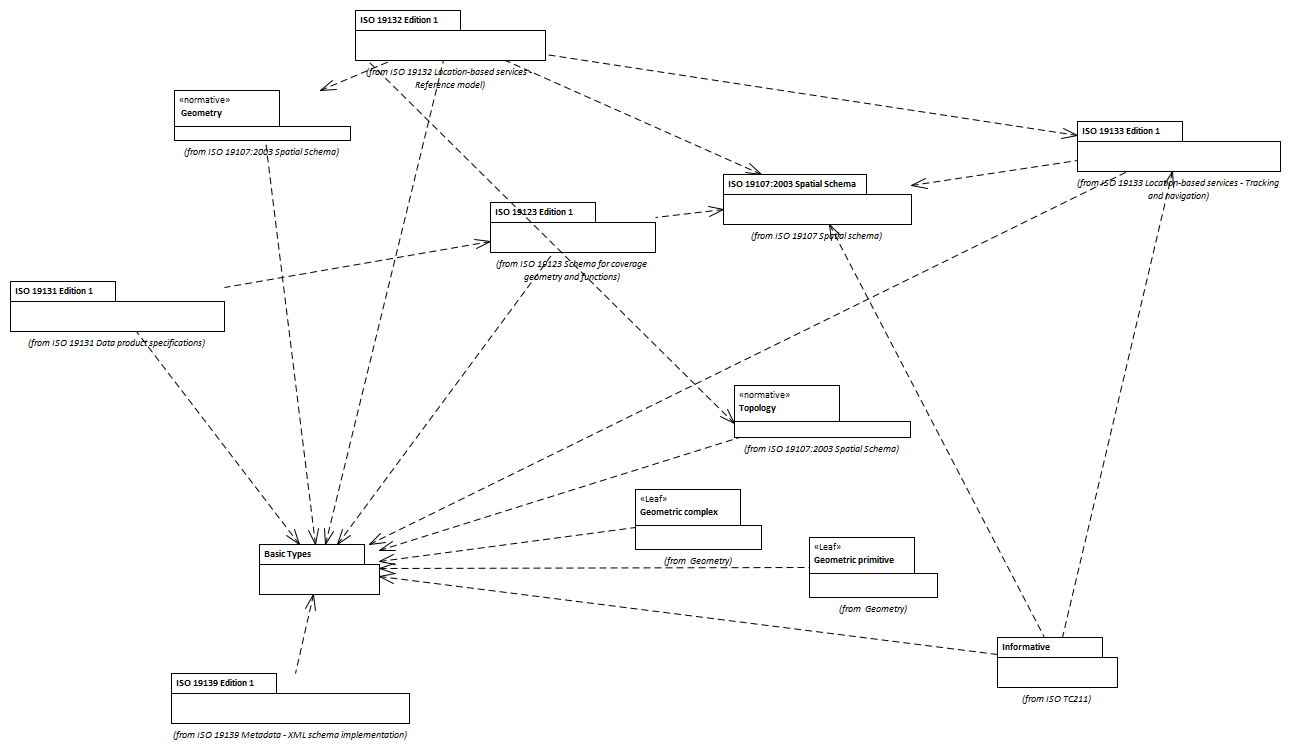 ISO 19132 Edition 1
(from ISO 19132 Location-based services -
Reference model)
«normative»
Geometry
(from ISO 19107:2003 Spatial Schema)
ISO 19133 Edition 1
(from ISO 19133 Location-based services - Tracking
and navigation)
ISO 19107:2003 Spatial Schema
(from ISO 19107 Spatial schema)
ISO 19123 Edition 1
(from ISO 19123 Schema for coverage
geometry and functions)
ISO 19131 Edition 1
(from ISO 19131 Data product specifications)
«normative»
Topology
(from ISO 19107:2003 Spatial Schema)
«Leaf»
Geometric complex
(from Geometry)
«Leaf»
Geometric primitive
(from Geometry)
Basic Types
Informative
(from ISO TC211)
ISO 19139 Edition 1
(from ISO 19139 Metadata - XML schema implementation)